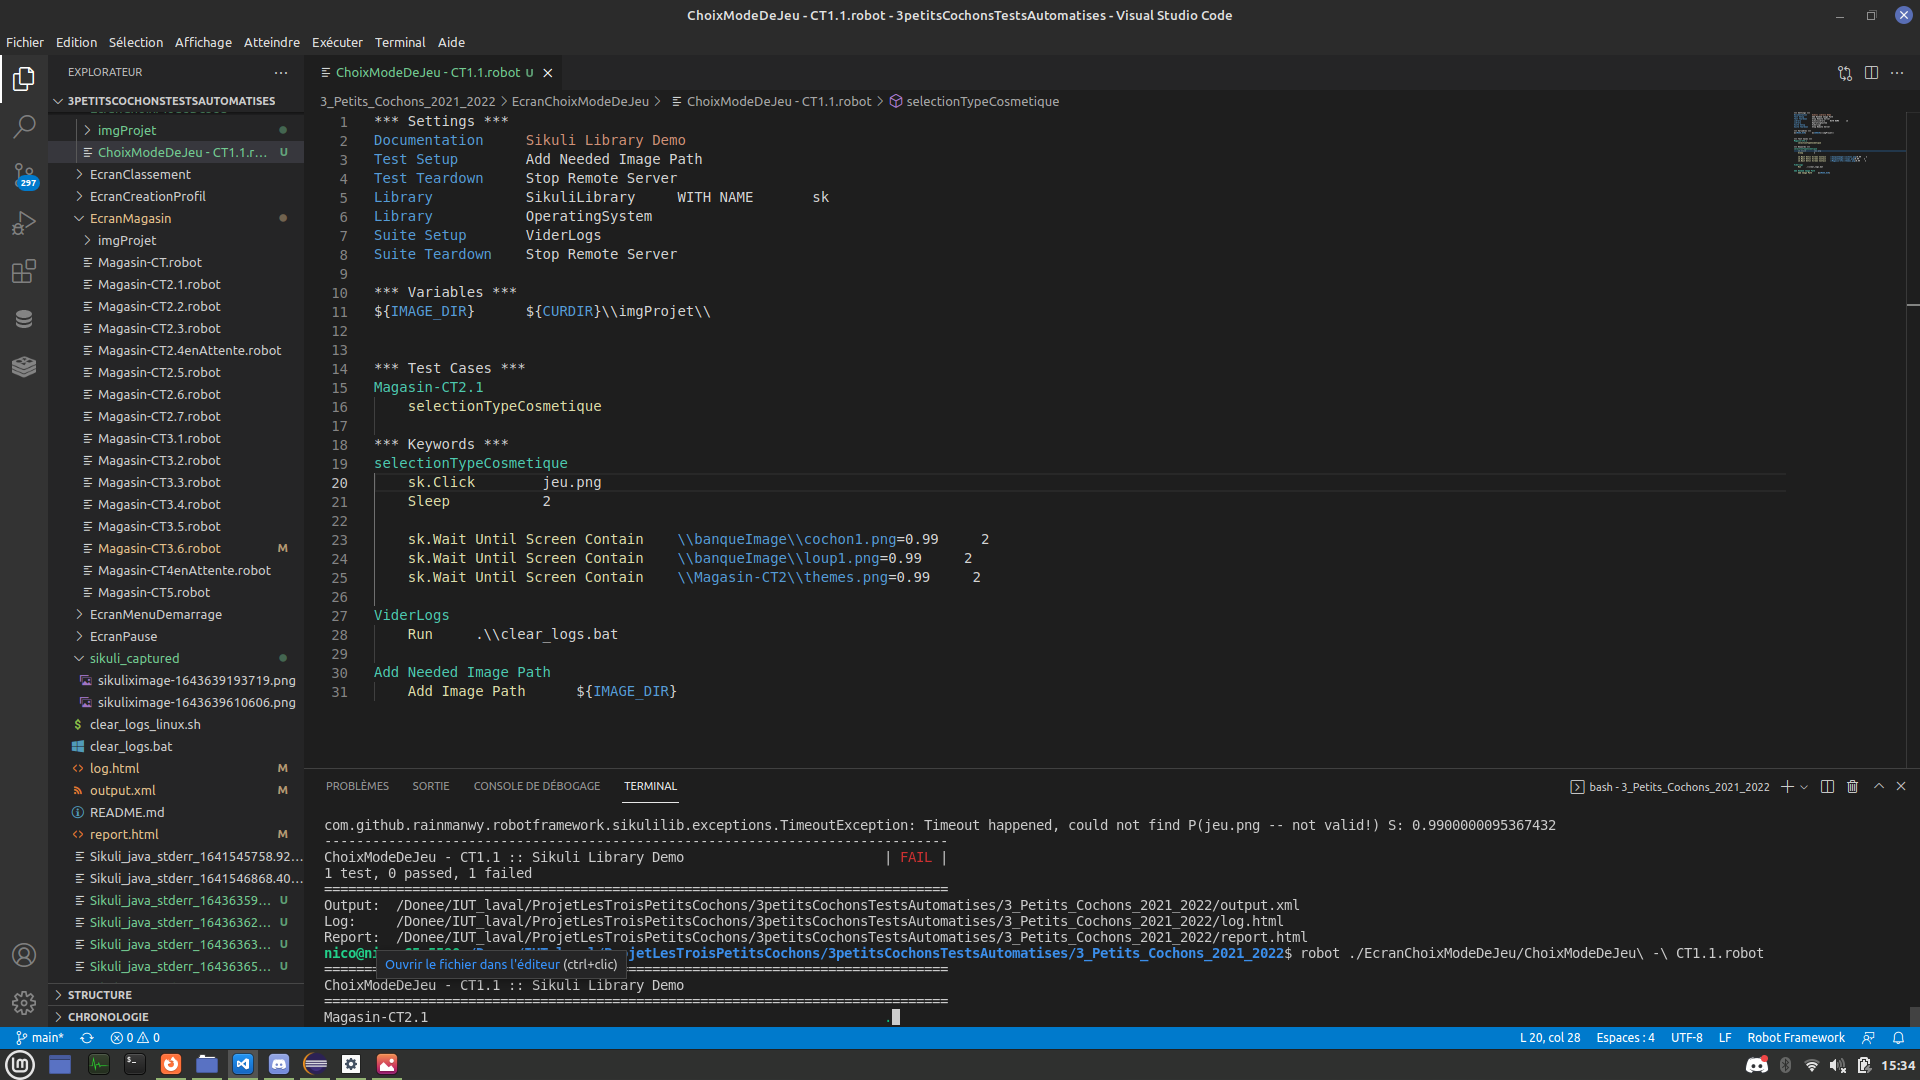 ChoixModeDeJeu - CT1.1.robot - 3petitsCochonsTestsAutomatises - Visual Studio Code
Fichier Edition Sélection Affichage Atteindre Exécuter Terminal Aide
EXPLORATEUR
3PETITSCOCHONSTESTSAUTOMATISES
imgProjet
ChoixModeDeJeu - CT1.1.r... U
EcranClassement
EcranCreationProfil
EcranMagasin
imgProjet
Magasin-CT.robot
Magasin-CT2.1.robot
Magasin-CT2.2.robot
Magasin-CT2.3.robot
Magasin-CT2.4enAttente.robot
Magasin-CT2.5.robot
Magasin-CT2.6.robot
Magasin-CT2.7.robot
Magasin-CT3.1.robot
Magasin-CT3.2.robot
Magasin-CT3.3.robot
Magasin-CT3.4.robot
Magasin-CT3.5.robot
Magasin-CT3.6.robot M
Magasin-CT4enAttente.robot
Magasin-CT5.robot
EcranMenuDemarrage
EcranPause
sikuli_captured
sikuliximage-1643639193719.png
sikuliximage-1643639610606.png
clear_logs_linux.sh
clear_logs.bat
log.html M
output.xml M
README.md
report.html M
Sikuli_java_stderr_1641545758.92...
Sikuli_java_stderr_1641546868.40...
Sikuli_java_stderr_16436359... U
Sikuli_java_stderr_16436362... U
Sikuli_java_stderr_16436363... U
Sikuli_java_stderr_16436365... U
STRUCTURE
CHRONOLOGIE
297
ChoixModeDeJeu - CT1.1.robot U
3_Petits_Cochons_2021_2022 > EcranChoixModeDeJeu > ChoixModeDeJeu - CT1.1.robot > selectionTypeCosmetique
1 *** Settings ***
2 Documentation Sikuli Library Demo
3 Test Setup Add Needed Image Path
4 Test Teardown Stop Remote Server
5 Library SikuliLibrary WITH NAME sk
6 Library OperatingSystem
7 Suite Setup ViderLogs
8 Suite Teardown Stop Remote Server
9
10 *** Variables ***
11 ${IMAGE_DIR} ${CURDIR}\\imgProjet\\
12
13
14 *** Test Cases ***
15 Magasin-CT2.1
16 selectionTypeCosmetique
17
18 *** Keywords ***
19 selectionTypeCosmetique
20 sk.Click jeu.png
21 Sleep 2
22
23 sk.Wait Until Screen Contain \\banqueImage\\cochon1.png=0.99 2
24 sk.Wait Until Screen Contain \\banqueImage\\loup1.png=0.99 2
25 sk.Wait Until Screen Contain \\Magasin-CT2\\themes.png=0.99 2
26
27 ViderLogs
28 Run .\\clear_logs.bat
29
30 Add Needed Image Path
31 Add Image Path ${IMAGE_DIR}
PROBLÈMES SORTIE CONSOLE DE DÉBOGAGE TERMINAL
bash - 3_Petits_Cochons_2021_2022
com.github.rainmanwy.robotframework.sikulilib.exceptions.TimeoutException: Timeout happened, could not find P(jeu.png -- not valid!) S: 0.9900000095367432
------------------------------------------------------------------------------
ChoixModeDeJeu - CT1.1 :: Sikuli Library Demo | FAIL |
1 test, 0 passed, 1 failed
==============================================================================
Output: /Donee/IUT_laval/ProjetLesTroisPetitsCochons/3petitsCochonsTestsAutomatises/3_Petits_Cochons_2021_2022/output.xml
Log: /Donee/IUT_laval/ProjetLesTroisPetitsCochons/3petitsCochonsTestsAutomatises/3_Petits_Cochons_2021_2022/log.html
Report: /Donee/IUT_laval/ProjetLesTroisPetitsCochons/3petitsCochonsTestsAutomatises/3_Petits_Cochons_2021_2022/report.html
jetLesTroisPetitsCochons/3petitsCochonsTestsAutomatises/3_Petits_Cochons_2021_2022$ robot ./EcranChoixModeDeJeu/ChoixModeDeJeu\ -\ CT1.1.robot
Ouvrir le fichier dans l'éditeur (ctrl+clic)
==============================================================================
ChoixModeDeJeu - CT1.1 :: Sikuli Library Demo
==============================================================================
Magasin-CT2.1 .
main* 0 0 L 20, col 28 Espaces : 4 UTF-8 LF Robot Framework
15:34